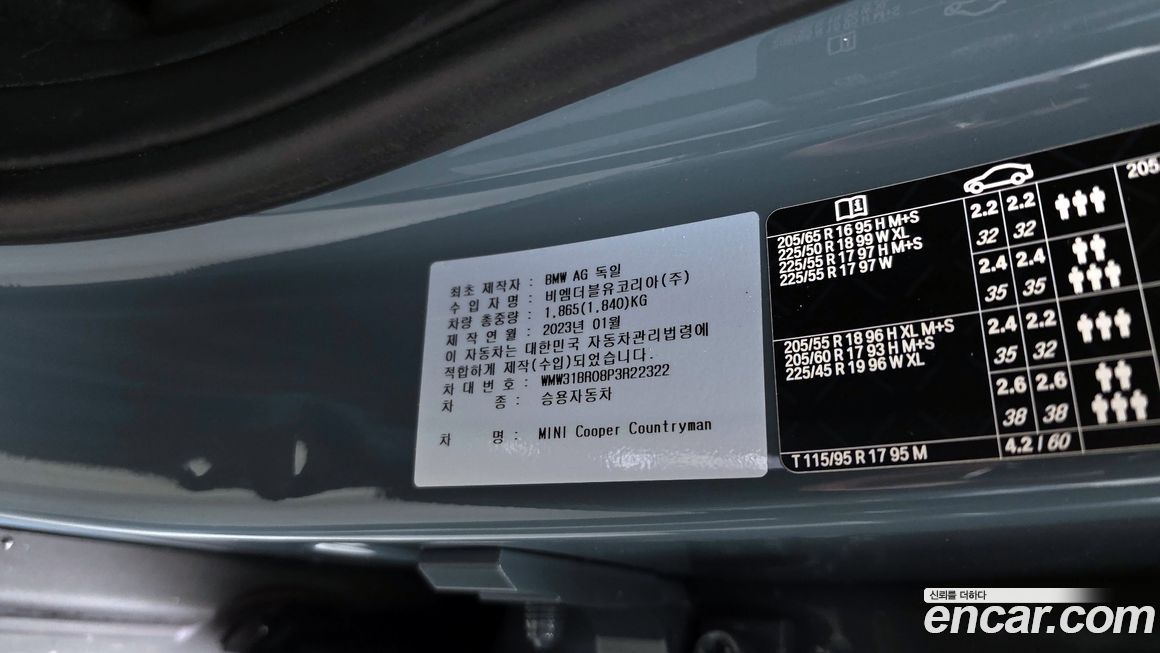 최초 제작자 : BMW AG 독일
수 입 자 명 : 비엠더블유코리아(주)
차량 총중량 : 1,865(1,840)KG
제 작 연 월 : 2023년 01월
이 자동차는 대한민국 자동차관리법령에
적합하게 제작(수입)되었습니다.
차 대 번 호 : WMW31BR08P3R22322
차 종 : 승용자동차
차 명 : MINI Cooper Countryman
205/65 R 16 95 H M+S
225/50 R 18 99 W XL
225/55 R 17 97 H M+S
225/55 R 17 97 W
2.2 2.2
32 32
2.4 2.4
35 35
205/55 R 18 96 H XL M+S
205/60 R 17 93 H M+S
225/45 R 19 96 W XL
2.4 2.2
35 32
2.6 2.6
38 38
T 115/95 R 17 95 M
4.2 / 60
205
신뢰를 더하다
encar.com